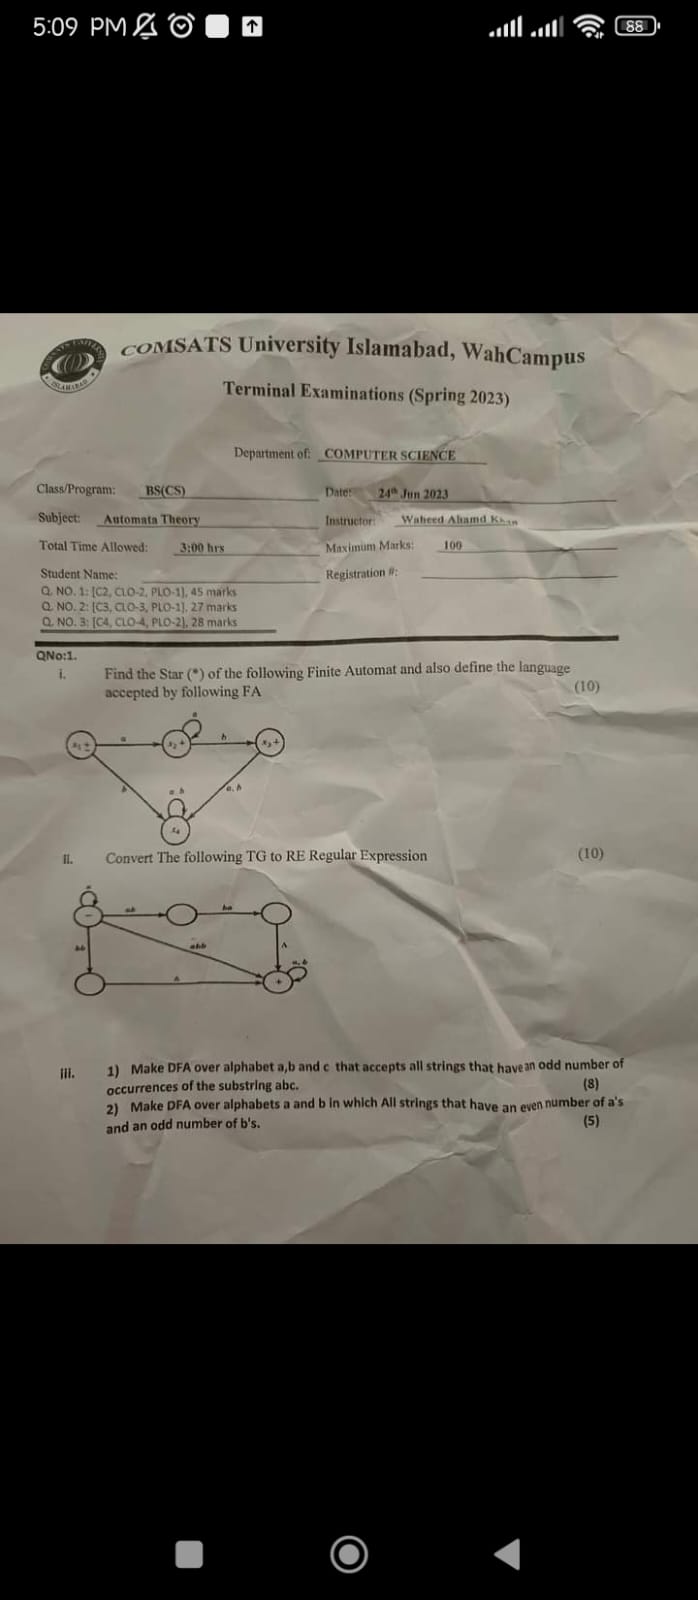 5:09 PM
88
COMSATS University Islamabad, WahCampus
ISLAMABAD
Terminal Examinations (Spring 2023)
Department of: COMPUTER SCIENCE
Class/Program: BS(CS) Date: 24th Jun 2023
Subject: Automata Theory Instructor: Waheed Ahamd Khan
Total Time Allowed: 3:00 hrs Maximum Marks: 100
Student Name: Registration #:
Q. NO. 1: [C2, CLO-2, PLO-1], 45 marks
Q. NO. 2: [C3, CLO-3, PLO-1], 27 marks
Q. NO. 3: [C4, CLO-4, PLO-2], 28 marks
QNo:1.
i. Find the Star (*) of the following Finite Automat and also define the language
accepted by following FA (10)
a
x₁ ± a x₂ + b x₃ +
b a b a, b
x₄
ii. Convert The following TG to RE Regular Expression (10)
- ab ba
bb abb Λ
a, b
Λ +
iii. 1) Make DFA over alphabet a,b and c that accepts all strings that have an odd number of
occurrences of the substring abc. (8)
2) Make DFA over alphabets a and b in which All strings that have an even number of a's
and an odd number of b's. (5)